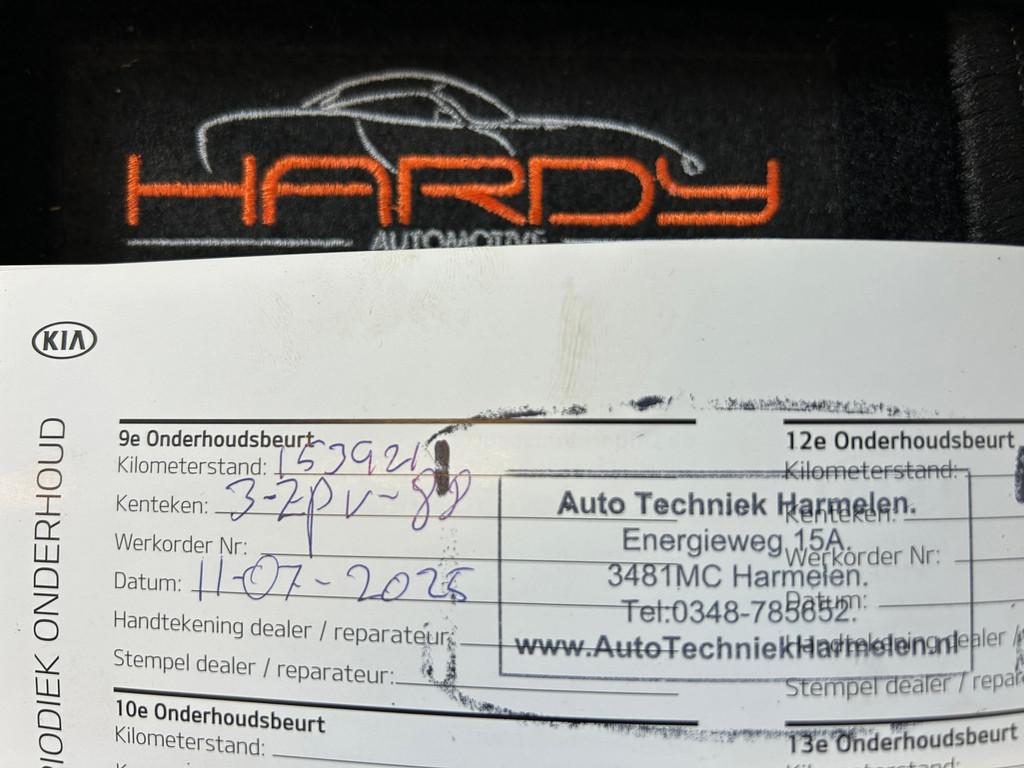 HARDY
AUTOMOTIVE
KIA
PERIODIEK ONDERHOUD
9e Onderhoudsbeurt
Kilometerstand: 153921
Kenteken: 3-ZPV-88
Werkorder Nr:
Datum: 11-07-2025
Handtekening dealer / reparateur:
Stempel dealer / reparateur:
Auto Techniek Harmelen.
Energieweg 15A.
3481MC Harmelen.
Tel:0348-785652.
www.AutoTechniekHarmelen.nl
12e Onderhoudsbeurt
Kilometerstand:
Kenteken:
Werkorder Nr:
Datum:
Handtekening dealer /
Stempel dealer / repar
10e Onderhoudsbeurt
Kilometerstand:
13e Onderhoudsbeurt